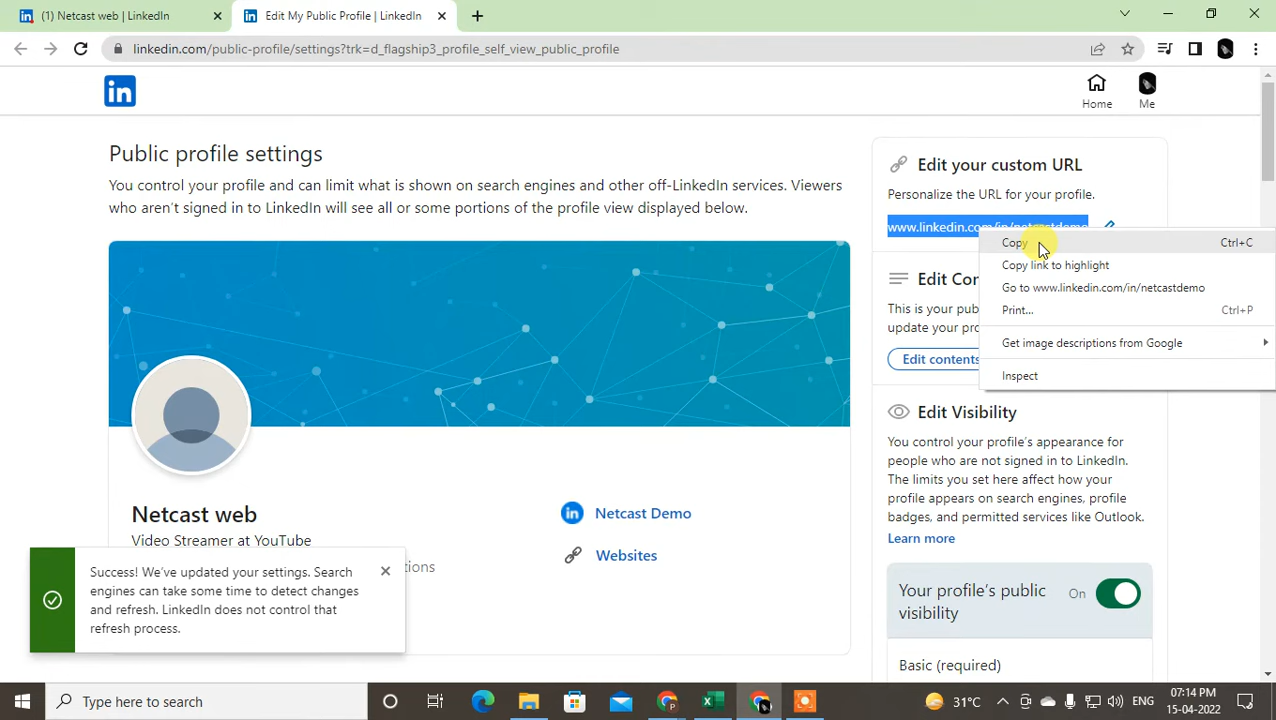 (1) Netcast web | LinkedIn
Edit My Public Profile | LinkedIn
linkedin.com/public-profile/settings?trk=d_flagship3_profile_self_view_public_profile
in
Home
Me
Public profile settings
You control your profile and can limit what is shown on search engines and other off-LinkedIn services. Viewers
who aren't signed in to LinkedIn will see all or some portions of the profile view displayed below.
Netcast web
Video Streamer at YouTube
Netcast Demo
Websites
Success! We've updated your settings. Search
engines can take some time to detect changes
and refresh. LinkedIn does not control that
refresh process.
Edit your custom URL
Personalize the URL for your profile.
www.linkedin.com/in/netcastdemo
Copy Ctrl+C
Copy link to highlight
Go to www.linkedin.com/in/netcastdemo
Print... Ctrl+P
Get image descriptions from Google
Inspect
Edit
This is your
update your
Edit contents
Edit Visibility
You control your profile's appearance for
people who are not signed in to LinkedIn.
The limits you set here affect how your
profile appears on search engines, profile
badges, and permitted services like Outlook.
Learn more
Your profile's public
visibility
On
Basic (required)
Type here to search
31°C
ENG
07:14 PM
15-04-2022